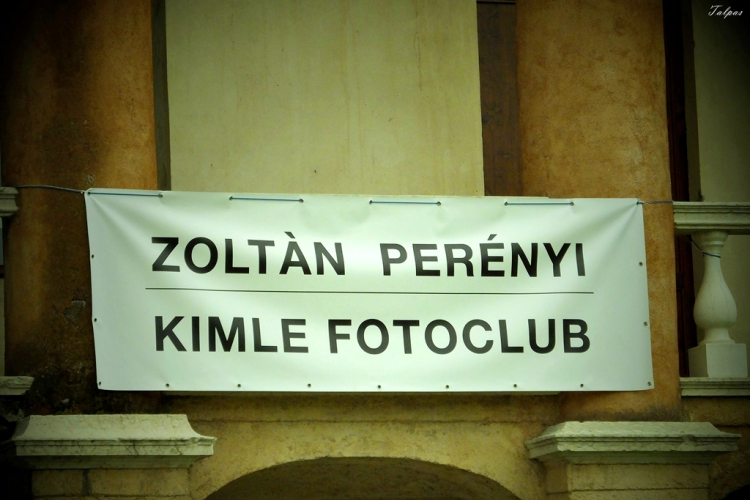 Talpas
ZOLTÀN PERÉNYI
KIMLE FOTOCLUB